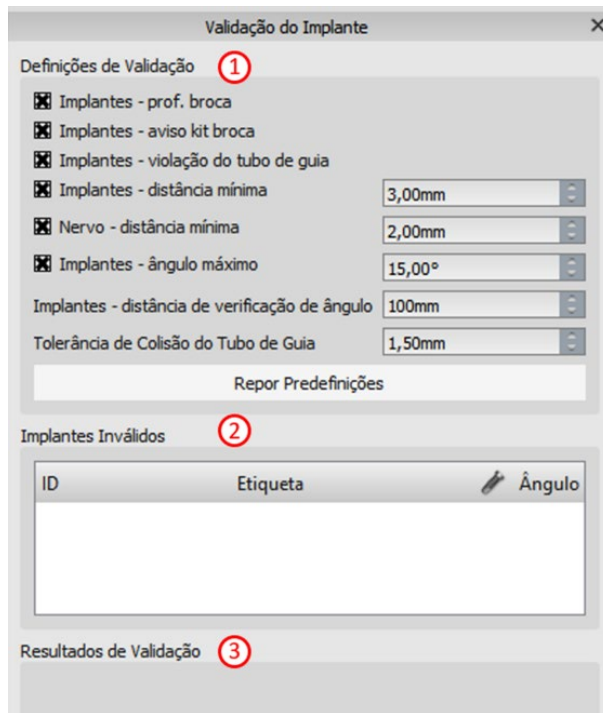 Validação do Implante
Definições de Validação 1
Implantes - prof. broca
Implantes - aviso kit broca
Implantes - violação do tubo de guia
Implantes - distância mínima 3,00mm
Nervo - distância mínima 2,00mm
Implantes - ângulo máximo 15,00°
Implantes - distância de verificação de ângulo 100mm
Tolerância de Colisão do Tubo de Guia 1,50mm
Repor Predefinições
Implantes Inválidos 2
ID Etiqueta Ângulo
Resultados de Validação 3